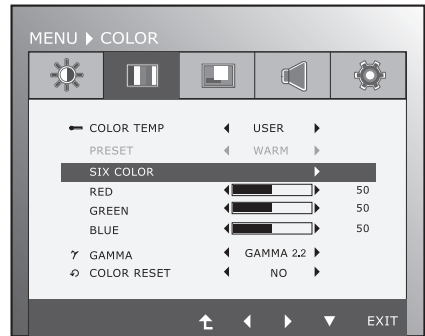 MENU COLOR
COLOR TEMP USER
PRESET WARM
SIX COLOR
RED 50
GREEN 50
BLUE 50
γ GAMMA GAMMA 2.2
COLOR RESET NO
EXIT